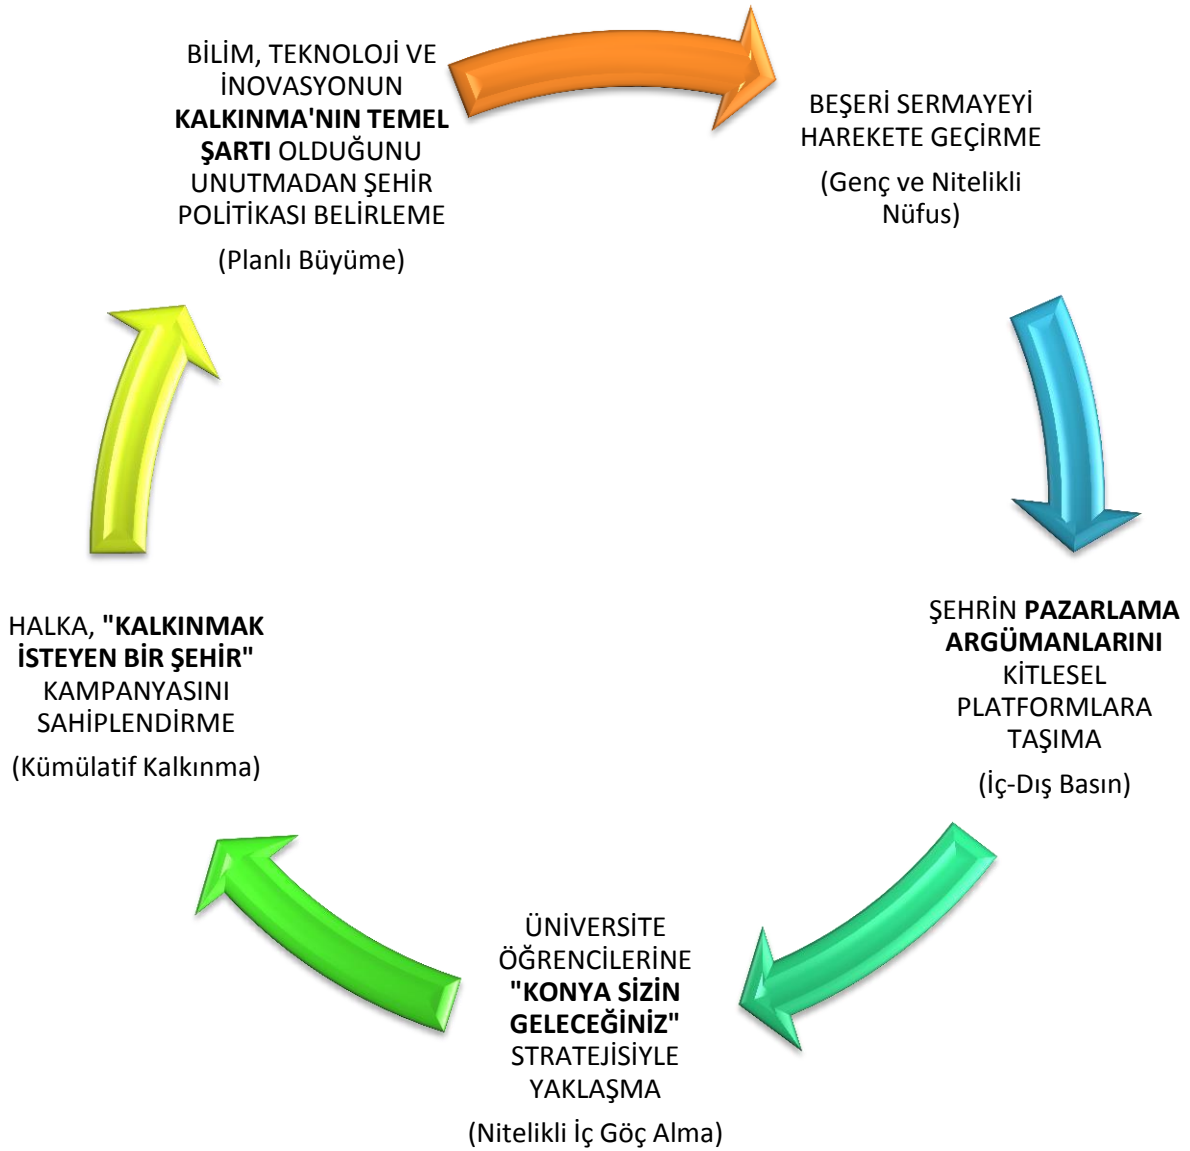 BİLİM, TEKNOLOJİ VE
İNOVASYONUN
KALKINMA'NIN TEMEL
ŞARTI OLDUĞUNU
UNUTMADAN ŞEHİR
POLİTİKASI BELİRLEME
(Planlı Büyüme)
BEŞERİ SERMAYEYİ
HAREKETE GEÇİRME
(Genç ve Nitelikli
Nüfus)
ŞEHRİN PAZARLAMA
ARGÜMANLARINI
KİTLESEL
PLATFORMLARA
TAŞIMA
(İç-Dış Basın)
ÜNİVERSİTE
ÖĞRENCİLERİNE
"KONYA SİZİN
GELECEĞİNİZ"
STRATEJİSİYLE
YAKLAŞMA
(Nitelikli İç Göç Alma)
HALKA, "KALKINMAK
İSTEYEN BİR ŞEHİR"
KAMPANYASINI
SAHİPLENDİRME
(Kümülatif Kalkınma)